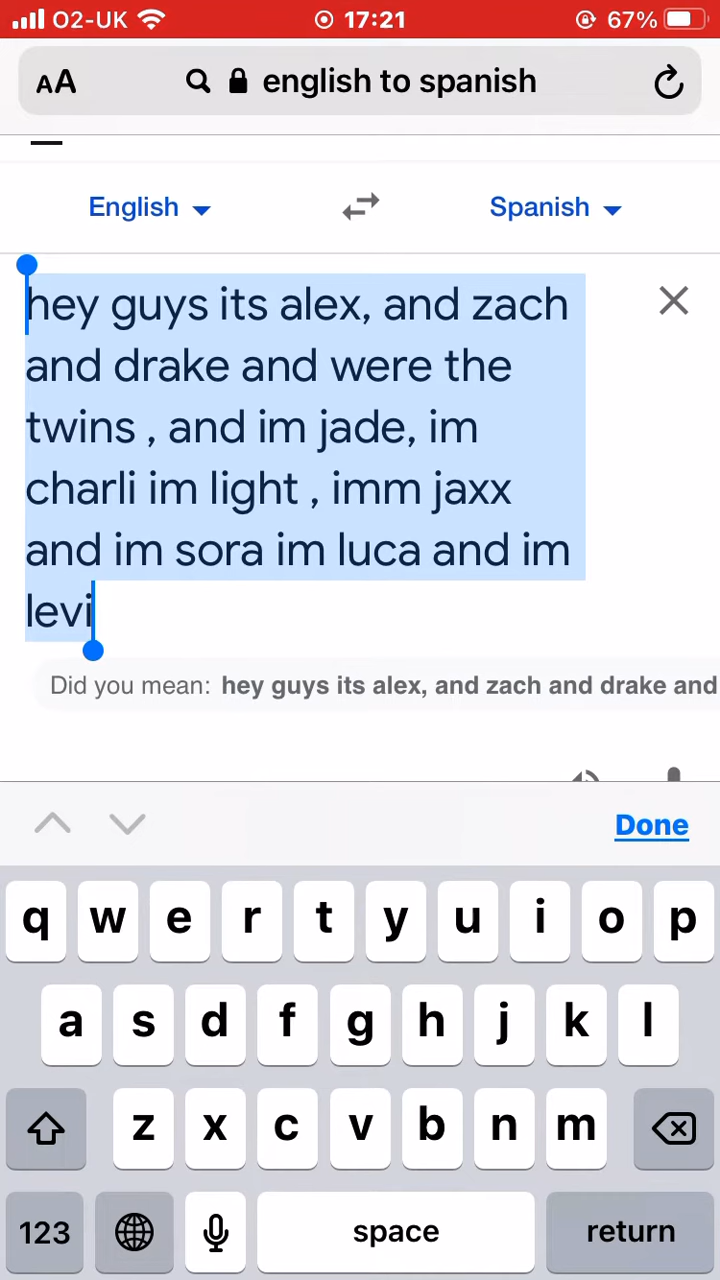 O2-UK 17:21 67%
AA english to spanish
English Spanish
hey guys its alex, and zach
and drake and were the
twins , and im jade, im
charli im light , imm jaxx
and im sora im luca and im
levi
Did you mean: hey guys its alex, and zach and drake and
Done
q w e r t y u i o p
a s d f g h j k l
z x c v b n m
123 space return